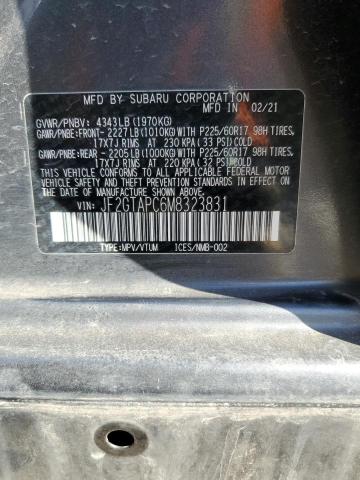 MFD BY SUBARU CORPORATION
MFD IN 02/21
GVWR/PNBV: 4343LB (1970KG)
GAWR/PNBE:FRONT- 2227LB(1010KG)WITH P225/60R17 98H TIRES,
17X7J RIMS AT 230 KPA( 33 PSI) COLD
GAWR/PNBE:REAR - 2205LB(1000KG)WITH P225/60R17 98H TIRES,
17X7J RIMS AT 220 KPA( 32 PSI) COLD
THIS VEHICLE CONFORMS TO ALL APPLICABLE FEDERAL MOTOR
VEHICLE SAFETY, BUMPER, AND THEFT PREVENTION STANDARDS
IN EFFECT ON THE DATE OF MANUFACTURE SHOWN ABOVE.
VIN: JF2GTAPC6M8323831
TYPE:MPV/VTUM ICES/NMB-002